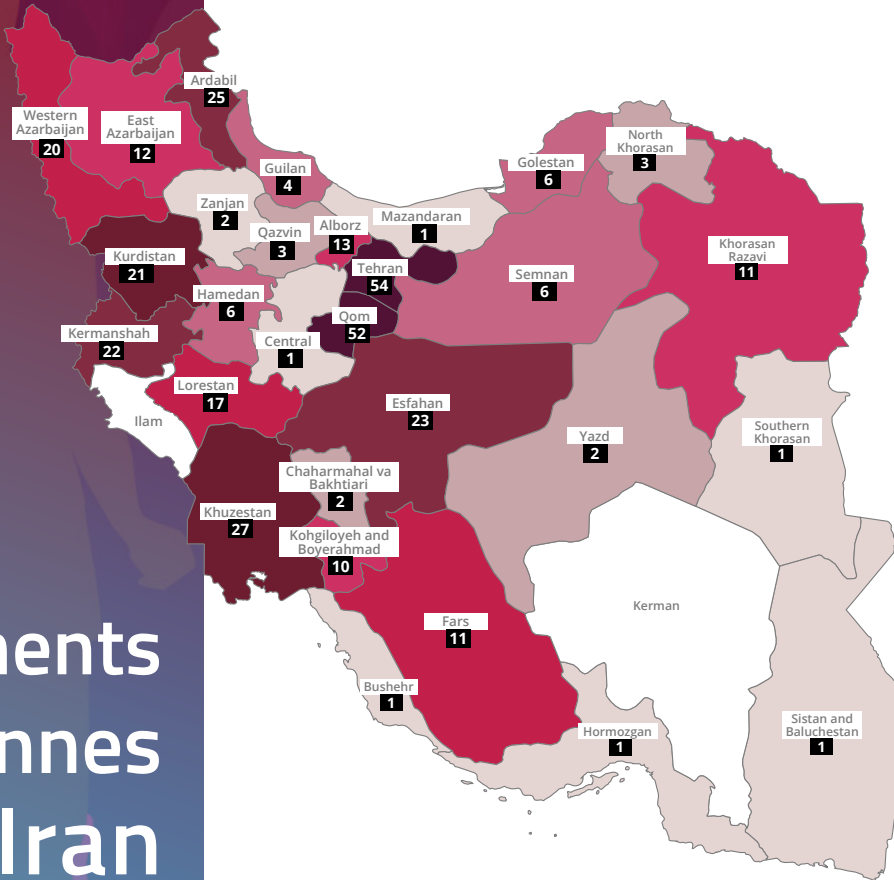 Ardabil
25
Western
Azarbaijan
20
East
Azarbaijan
12
Guilan
4
Golestan
6
North
Khorasan
3
Zanjan
2
Qazvin
3
Alborz
13
Mazandaran
1
Khorasan
Razavi
11
Kurdistan
21
Tehran
54
Semnan
6
Hamedan
6
Qom
52
Kermanshah
22
Central
1
Lorestan
17
Ilam
Esfahan
23
Yazd
2
Southern
Khorasan
1
Chaharmahal va
Bakhtiari
2
Khuzestan
27
Kohgiloyeh and
Boyerahmad
10
Kerman
Fars
11
Bushehr
1
Hormozgan
1
Sistan and
Baluchestan
1
nents
nnes
Iran